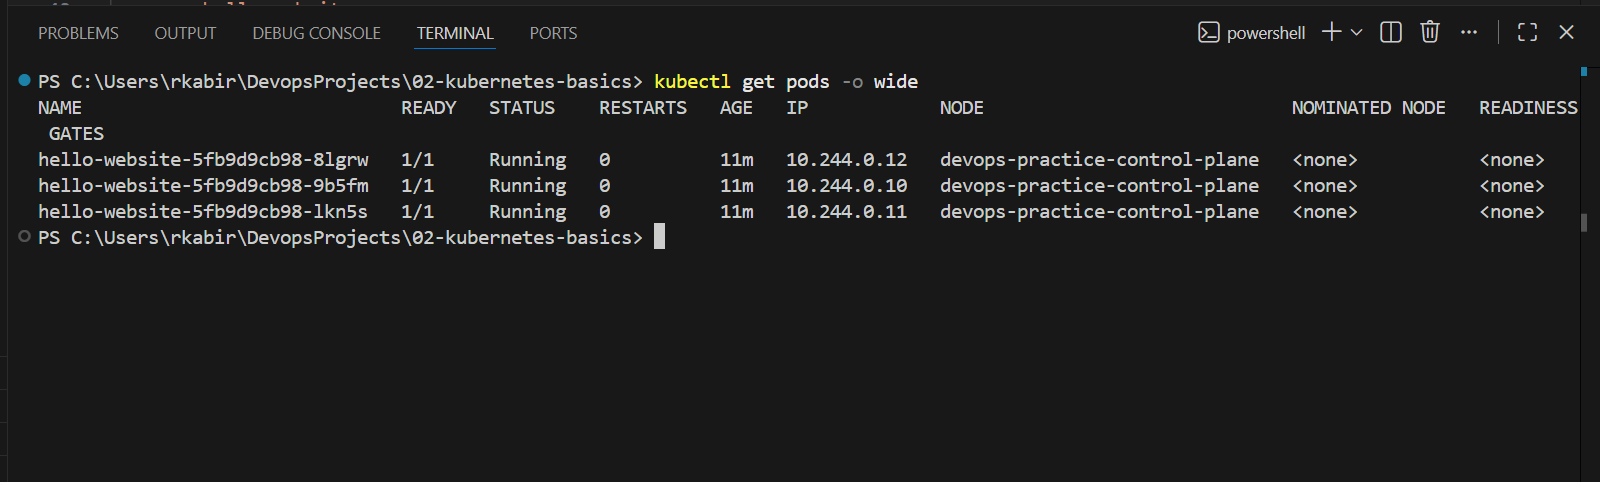 PROBLEMS OUTPUT DEBUG CONSOLE TERMINAL PORTS powershell
PS C:\Users\rkabir\DevopsProjects\02-kubernetes-basics> kubectl get pods -o wide
NAME READY STATUS RESTARTS AGE IP NODE NOMINATED NODE READINESS
GATES
hello-website-5fb9d9cb98-8lgrw 1/1 Running 0 11m 10.244.0.12 devops-practice-control-plane <none> <none>
hello-website-5fb9d9cb98-9b5fm 1/1 Running 0 11m 10.244.0.10 devops-practice-control-plane <none> <none>
hello-website-5fb9d9cb98-lkn5s 1/1 Running 0 11m 10.244.0.11 devops-practice-control-plane <none> <none>
PS C:\Users\rkabir\DevopsProjects\02-kubernetes-basics>